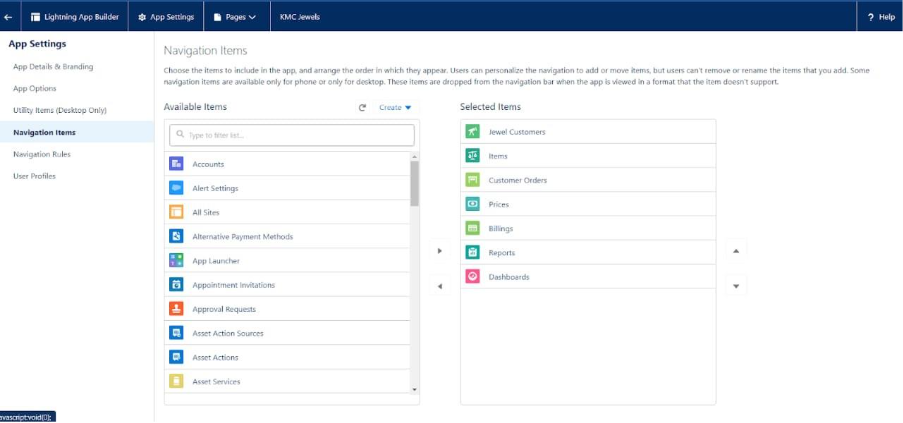 Lightning App Builder
App Settings
Pages
KMC Jewels
? Help
App Settings
App Details & Branding
App Options
Utility Items (Desktop Only)
Navigation Items
Navigation Rules
User Profiles
Navigation Items
Choose the items to include in the app, and arrange the order in which they appear. Users can personalize the navigation to add or move items, but users can't remove or rename the items that you add. Some
navigation items are available only for phone or only for desktop. These items are dropped from the navigation bar when the app is viewed in a format that the item doesn't support.
Available Items
Create
Type to filter list...
Accounts
Alert Settings
All Sites
Alternative Payment Methods
App Launcher
Appointment Invitations
Approval Requests
Asset Action Sources
Asset Actions
Asset Services
Selected Items
Jewel Customers
Items
Customer Orders
Prices
Billings
Reports
Dashboards
avascript:void(0);